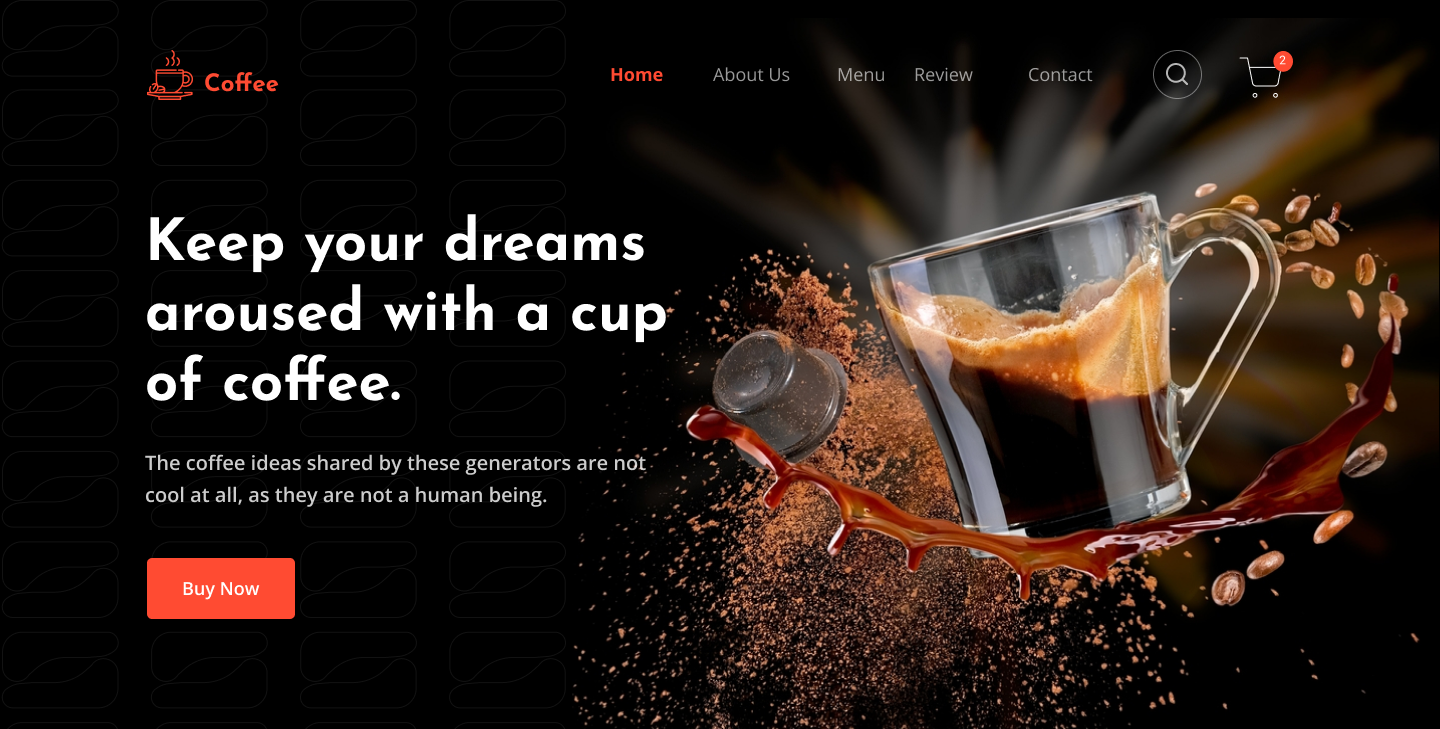 Coffee
Home About Us Menu Review Contact
2
Keep your dreams
aroused with a cup
of coffee.
The coffee ideas shared by these generators are not
cool at all, as they are not a human being.
Buy Now